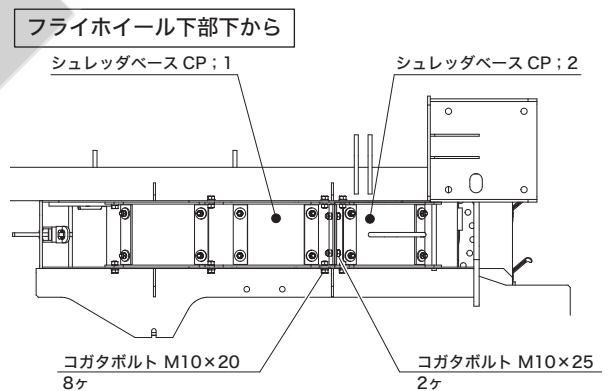 フライホイール下部下から
シュレッダベース CP；1
シュレッダベース CP；2
コガタボルト M10×20
8ヶ
コガタボルト M10×25
2ヶ